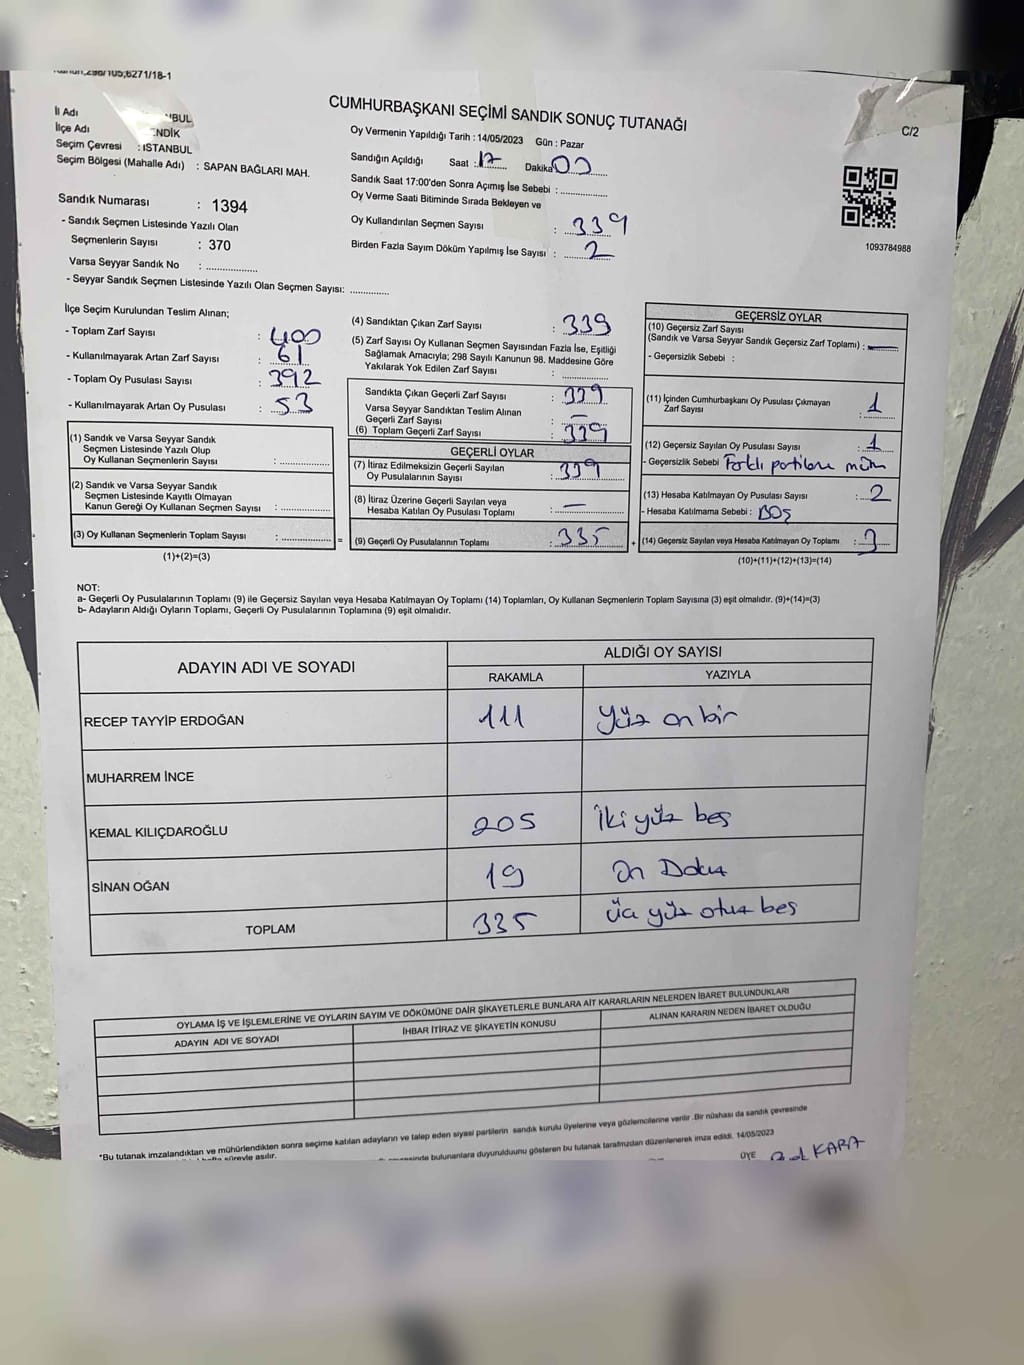 298/105,6271/18-1
CUMHURBAŞKANI SEÇİMİ SANDIK SONUÇ TUTANAĞI
C/2
İl Adı BUL
İlçe Adı ENDİK
Seçim Çevresi : İSTANBUL
Seçim Bölgesi (Mahalle Adı) : SAPAN BAĞLARI MAH.
Oy Vermenin Yapıldığı Tarih : 14/05/2023 Gün : Pazar
Sandığın Açıldığı Saat : 17 Dakika 00
Sandık Saat 17:00'den Sonra Açımış İse Sebebi : ..............
Oy Verme Saati Bitiminde Sırada Bekleyen ve
Oy Kullandırılan Seçmen Sayısı : 339
Birden Fazla Sayım Döküm Yapılmış İse Sayısı : 2
1093784988
Sandık Numarası : 1394
- Sandık Seçmen Listesinde Yazılı Olan
Seçmenlerin Sayısı : 370
Varsa Seyyar Sandık No : ..............
- Seyyar Sandık Seçmen Listesinde Yazılı Olan Seçmen Sayısı: ............
İlçe Seçim Kurulundan Teslim Alınan;
- Toplam Zarf Sayısı : 400
- Kullanılmayarak Artan Zarf Sayısı : 61
- Toplam Oy Pusulası Sayısı : 392
- Kullanılmayarak Artan Oy Pusulası : 53
(1) Sandık ve Varsa Seyyar Sandık
Seçmen Listesinde Yazılı Olup
Oy Kullanan Seçmenlerin Sayısı : ..............
(2) Sandık ve Varsa Seyyar Sandık
Seçmen Listesinde Kayıtlı Olmayan
Kanun Gereği Oy Kullanan Seçmen Sayısı : ..............
(3) Oy Kullanan Seçmenlerin Toplam Sayısı : .............. =
(1)+(2)=(3)
(4) Sandıktan Çıkan Zarf Sayısı : 339
(5) Zarf Sayısı Oy Kullanan Seçmen Sayısından Fazla İse, Eşitliği
Sağlamak Amacıyla; 298 Sayılı Kanunun 98. Maddesine Göre
Yakılarak Yok Edilen Zarf Sayısı : ..............
Sandıkta Çıkan Geçerli Zarf Sayısı : 339
Varsa Seyyar Sandıktan Teslim Alınan
Geçerli Zarf Sayısı : —
(6) Toplam Geçerli Zarf Sayısı : 339
GEÇERLİ OYLAR
(7) İtiraz Edilmeksizin Geçerli Sayılan
Oy Pusulalarının Sayısı : 339
(8) İtiraz Üzerine Geçerli Sayılan veya
Hesaba Katılan Oy Pusulası Toplamı : —
(9) Geçerli Oy Pusulalarının Toplamı : 335 +
GEÇERSİZ OYLAR
(10) Geçersiz Zarf Sayısı
(Sandık ve Varsa Seyyar Sandık Geçersiz Zarf Toplamı) : —
- Geçersizlik Sebebi :
(11) İçinden Cumhurbaşkanı Oy Pusulası Çıkmayan
Zarf Sayısı : 1
(12) Geçersiz Sayılan Oy Pusulası Sayısı : 1
- Geçersizlik Sebebi Farklı partilere
(13) Hesaba Katılmayan Oy Pusulası Sayısı : 2
- Hesaba Katılmama Sebebi : BOŞ
(14) Geçersiz Sayılan veya Hesaba Katılmayan Oy Toplamı : 3
(10)+(11)+(12)+(13)=(14)
NOT:
a- Geçerli Oy Pusulalarının Toplamı (9) ile Geçersiz Sayılan veya Hesaba Katılmayan Oy Toplamı (14) Toplamları, Oy Kullanan Seçmenlerin Toplam Sayısına (3) eşit olmalıdır. (9)+(14)=(3)
b- Adayların Aldığı Oyların Toplamı, Geçerli Oy Pusulalarının Toplamına (9) eşit olmalıdır.
ADAYIN ADI VE SOYADI
ALDIĞI OY SAYISI
RAKAMLA YAZIYLA
RECEP TAYYİP ERDOĞAN 111 Yüz on bir
MUHARREM İNCE
KEMAL KILIÇDAROĞLU 205 İki yüz beş
SİNAN OĞAN 19 On Dokuz
TOPLAM 335 üç yüz otuz beş
OYLAMA İŞ VE İŞLEMLERİNE VE OYLARIN SAYIM VE DÖKÜMÜNE DAİR ŞİKAYETLERLE BUNLARA AİT KARARLARIN NELERDEN İBARET BULUNDUKLARI
ADAYIN ADI VE SOYADI İHBAR İTİRAZ VE ŞİKAYETİN KONUSU ALINAN KARARIN NEDEN İBARET OLDUĞU
*Bu tutanak imzalandıktan ve mühürlendikten sonra seçime katılan adayların ve talep eden siyasi partilerin sandık kurulu üyelerine veya gözlemcilerine verilir .Bir nüshası da sandık çevresinde
hafta süreyle asılır.
çevresinde bulunanlara duyurulduunu gösteren bu tutanak tarafımızdan düzenlenerek imza edildi. 14/05/2023
ÜYE
KARA